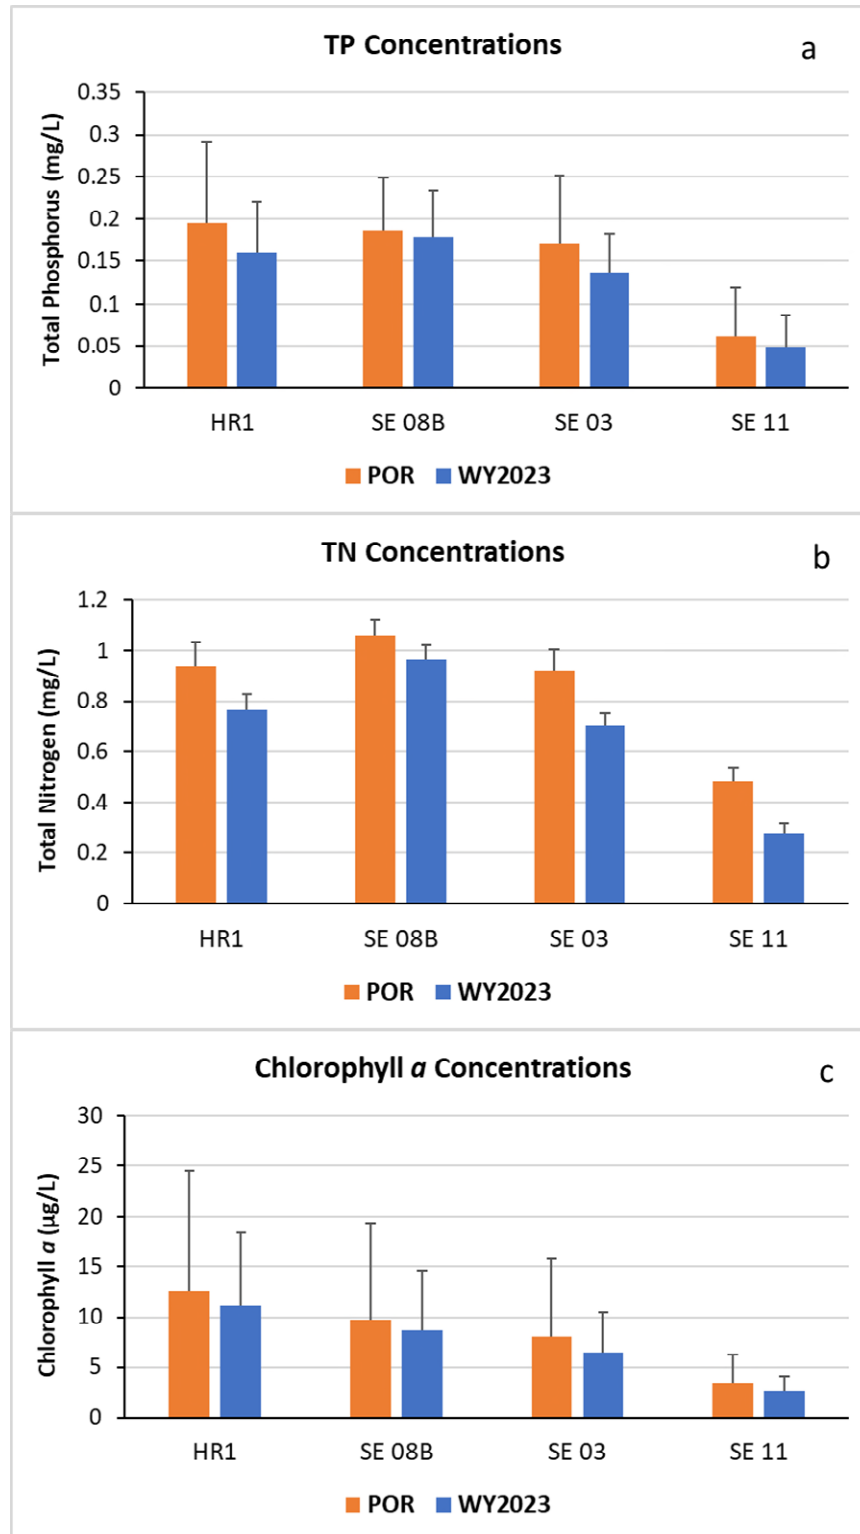 TP Concentrations
a
Total Phosphorus (mg/L)
0.35
0.3
0.25
0.2
0.15
0.1
0.05
0
HR1 SE 08B SE 03 SE 11
POR WY2023
TN Concentrations
b
Total Nitrogen (mg/L)
1.2
1
0.8
0.6
0.4
0.2
0
HR1 SE 08B SE 03 SE 11
POR WY2023
Chlorophyll a Concentrations
c
Chlorophyll a (µg/L)
30
25
20
15
10
5
0
HR1 SE 08B SE 03 SE 11
POR WY2023